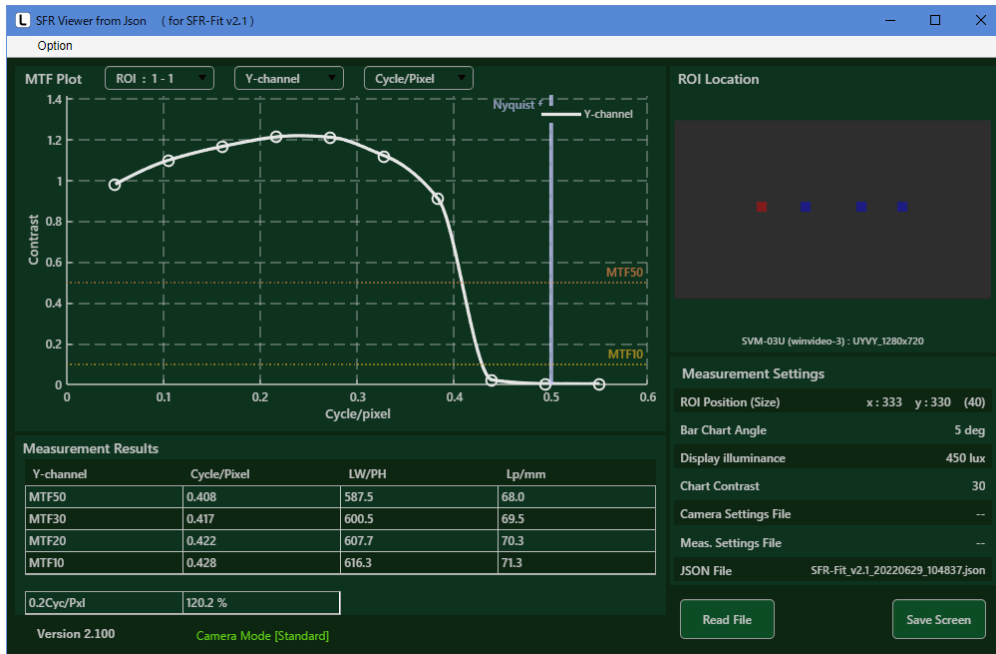 L SFR Viewer from Json ( for SFR-Fit v2.1 )
Option
MTF Plot ROI : 1 - 1 Y-channel Cycle/Pixel
Nyquist
Y-channel
1.4
1.2
1
0.8
0.6
0.4
0.2
0
Contrast
MTF50
MTF10
0 0.1 0.2 0.3 0.4 0.5 0.6
Cycle/pixel
ROI Location
SVM-03U (winvideo-3) : UYVY_1280x720
Measurement Results
Y-channel Cycle/Pixel LW/PH Lp/mm
MTF50 0.408 587.5 68.0
MTF30 0.417 600.5 69.5
MTF20 0.422 607.7 70.3
MTF10 0.428 616.3 71.3
0.2Cyc/Pxl 120.2 %
Version 2.100 Camera Mode [Standard]
Measurement Settings
ROI Position (Size) x : 333 y : 330 (40)
Bar Chart Angle 5 deg
Display illuminance 450 lux
Chart Contrast 30
Camera Settings File --
Meas. Settings File --
JSON File SFR-Fit_v2.1_20220629_104837.json
Read File Save Screen